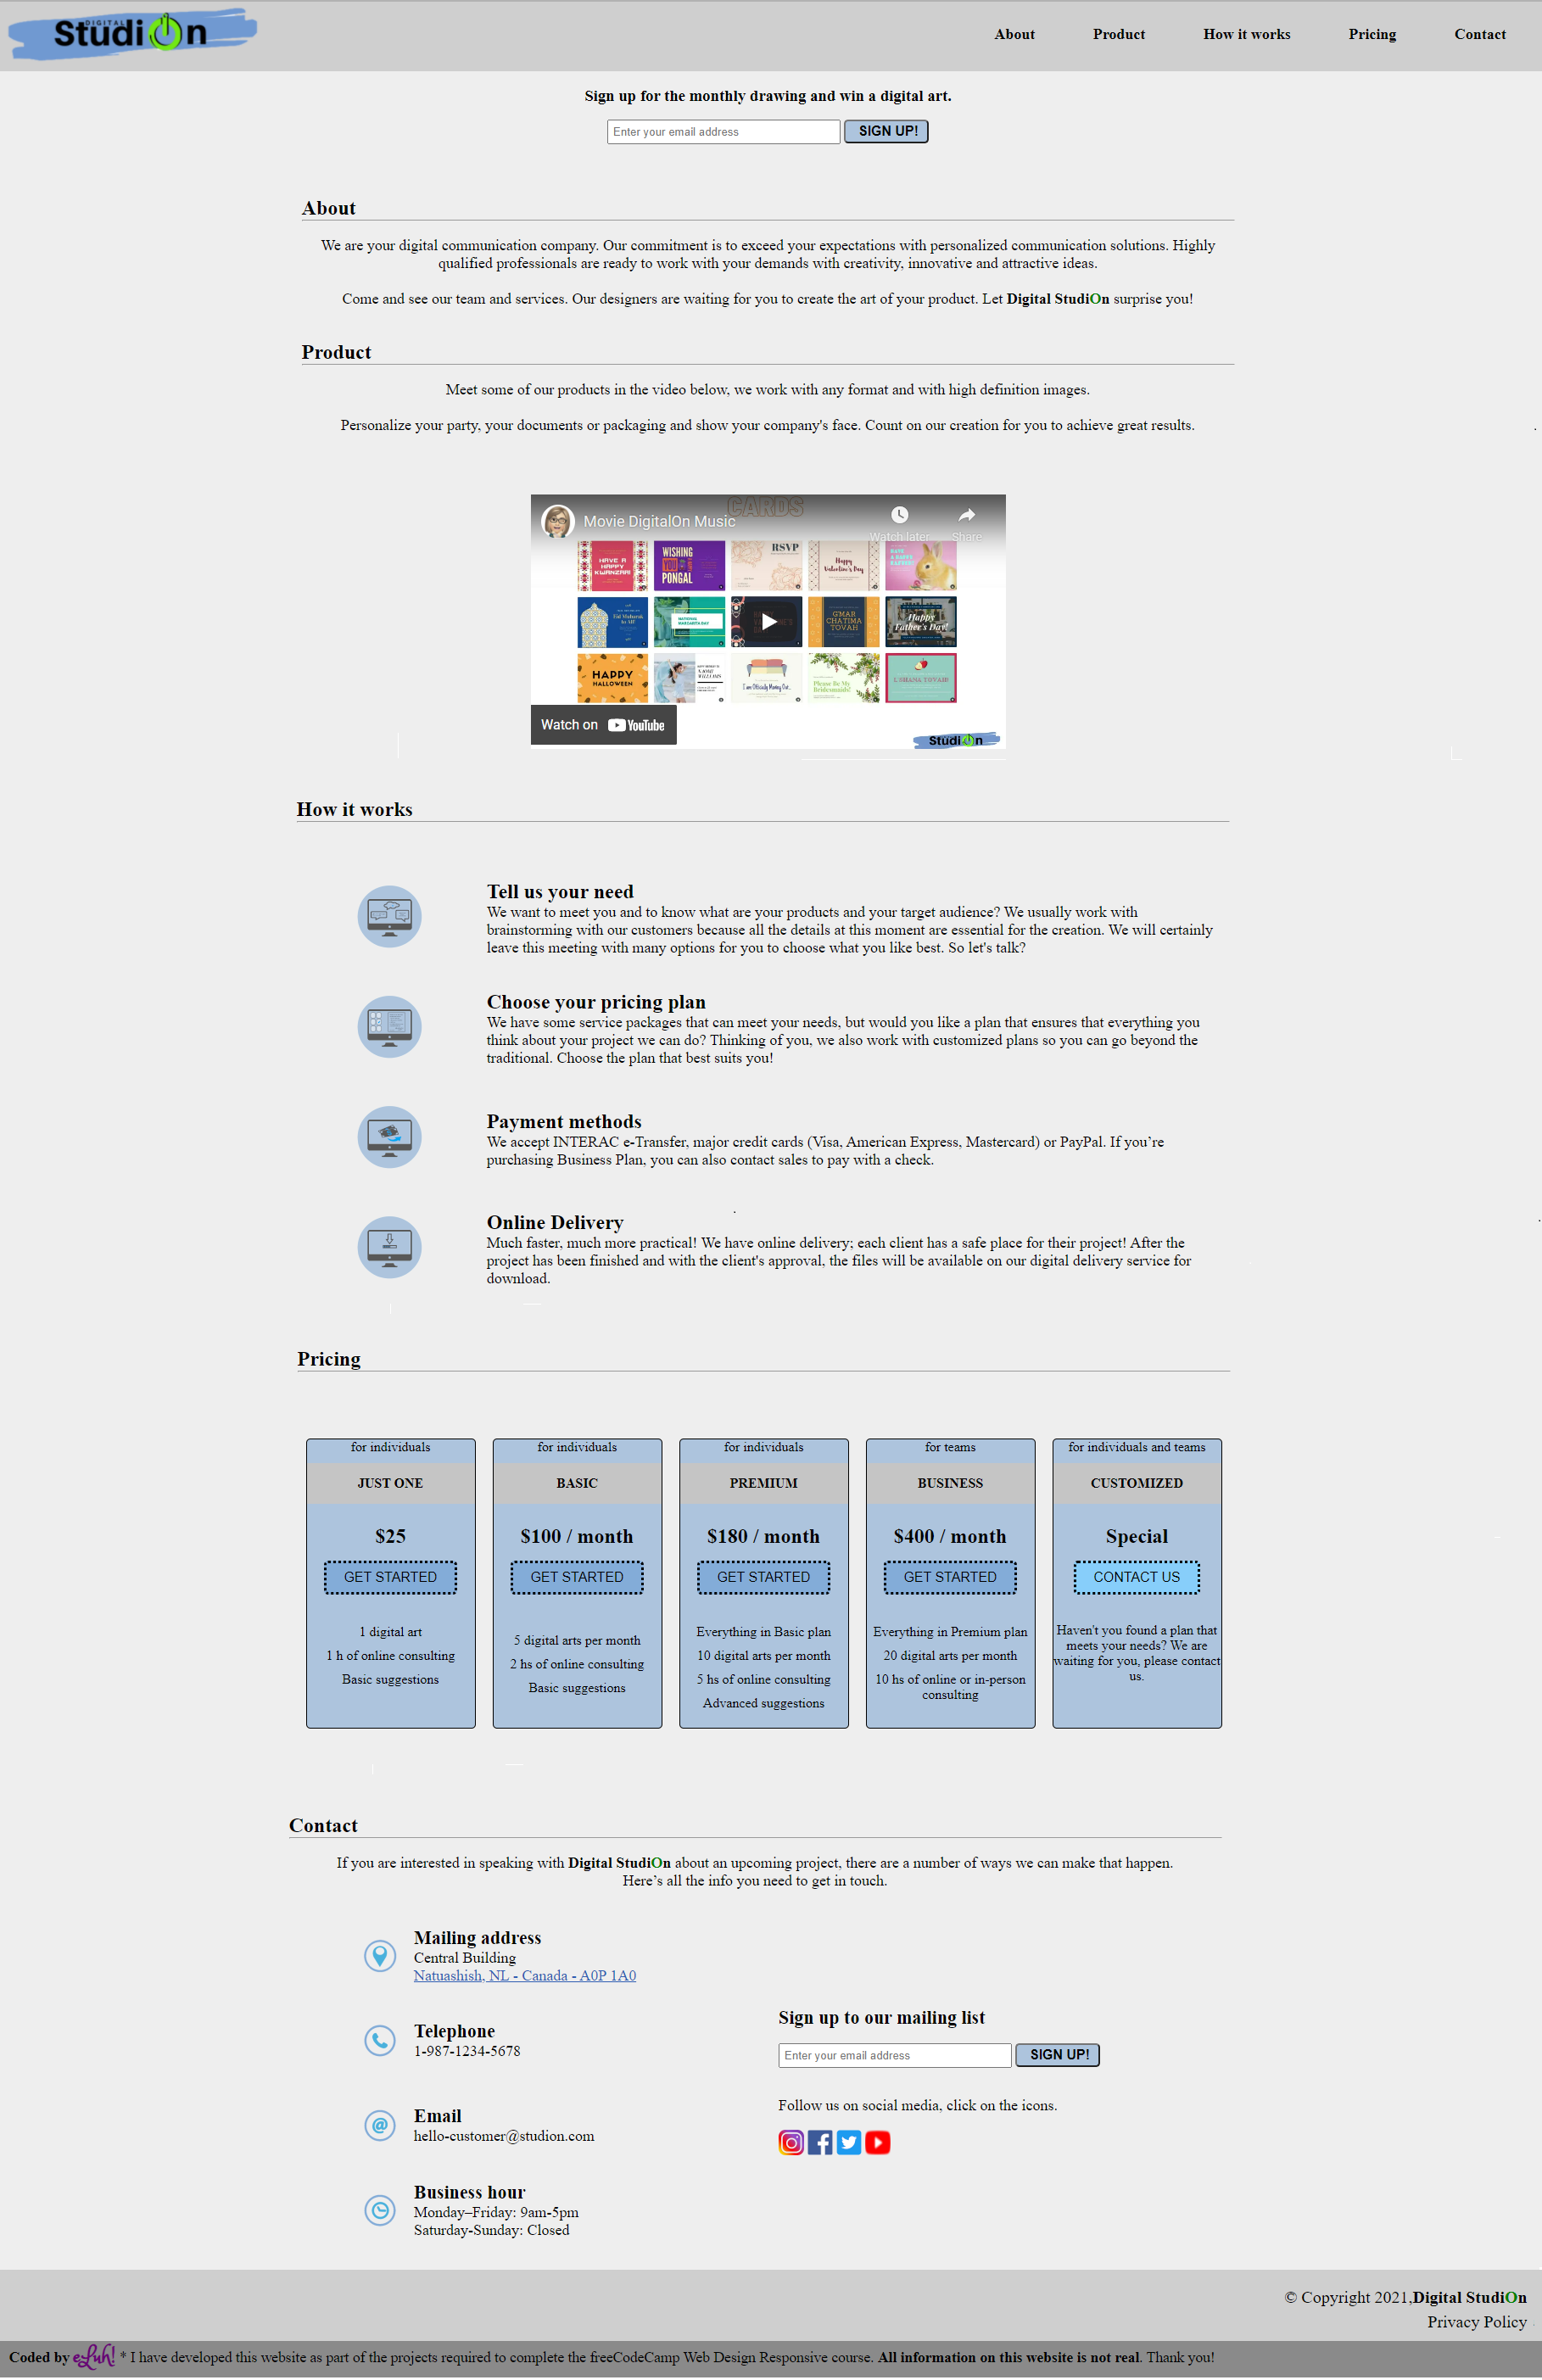 DIGITAL
StudiOn
About Product How it works Pricing Contact
Sign up for the monthly drawing and win a digital art.
Enter your email address SIGN UP!
About
We are your digital communication company. Our commitment is to exceed your expectations with personalized communication solutions. Highly
qualified professionals are ready to work with your demands with creativity, innovative and attractive ideas.
Come and see our team and services. Our designers are waiting for you to create the art of your product. Let Digital StudiOn surprise you!
Product
Meet some of our products in the video below, we work with any format and with high definition images.
Personalize your party, your documents or packaging and show your company's face. Count on our creation for you to achieve great results.
CARDS
Movie DigitalOn Music
Watch later Share
HAVE A HAPPY KWANZAA!
WISHING YOU PONGAL
RSVP
Happy Valentine's Day
HAVE A HAPPY
Eid Mubarak to All!
NATIONAL MARGARITA DAY
G'MAR CHATIMA TOVAH
Happy Father's Day!
HAPPY HALLOWEEN
I am Officially Moving Out..
Please Be My Bridesmaids!
L'SHANA TOVAH!
Watch on YouTube
StudiOn
How it works
Tell us your need
We want to meet you and to know what are your products and your target audience? We usually work with
brainstorming with our customers because all the details at this moment are essential for the creation. We will certainly
leave this meeting with many options for you to choose what you like best. So let's talk?
Choose your pricing plan
We have some service packages that can meet your needs, but would you like a plan that ensures that everything you
think about your project we can do? Thinking of you, we also work with customized plans so you can go beyond the
traditional. Choose the plan that best suits you!
Payment methods
We accept INTERAC e-Transfer, major credit cards (Visa, American Express, Mastercard) or PayPal. If you’re
purchasing Business Plan, you can also contact sales to pay with a check.
Online Delivery
Much faster, much more practical! We have online delivery; each client has a safe place for their project! After the
project has been finished and with the client's approval, the files will be available on our digital delivery service for
download.
Pricing
for individuals
JUST ONE
$25
GET STARTED
1 digital art
1 h of online consulting
Basic suggestions
for individuals
BASIC
$100 / month
GET STARTED
5 digital arts per month
2 hs of online consulting
Basic suggestions
for individuals
PREMIUM
$180 / month
GET STARTED
Everything in Basic plan
10 digital arts per month
5 hs of online consulting
Advanced suggestions
for teams
BUSINESS
$400 / month
GET STARTED
Everything in Premium plan
20 digital arts per month
10 hs of online or in-person
consulting
for individuals and teams
CUSTOMIZED
Special
CONTACT US
Haven't you found a plan that
meets your needs? We are
waiting for you, please contact
us.
Contact
If you are interested in speaking with Digital StudiOn about an upcoming project, there are a number of ways we can make that happen.
Here’s all the info you need to get in touch.
Mailing address
Central Building
Natuashish, NL - Canada - A0P 1A0
Telephone
1-987-1234-5678
Email
hello-customer@studion.com
Business hour
Monday–Friday: 9am-5pm
Saturday-Sunday: Closed
Sign up to our mailing list
Enter your email address SIGN UP!
Follow us on social media, click on the icons.
© Copyright 2021,Digital StudiOn
Privacy Policy
Coded by eLuh! * I have developed this website as part of the projects required to complete the freeCodeCamp Web Design Responsive course. All information on this website is not real. Thank you!